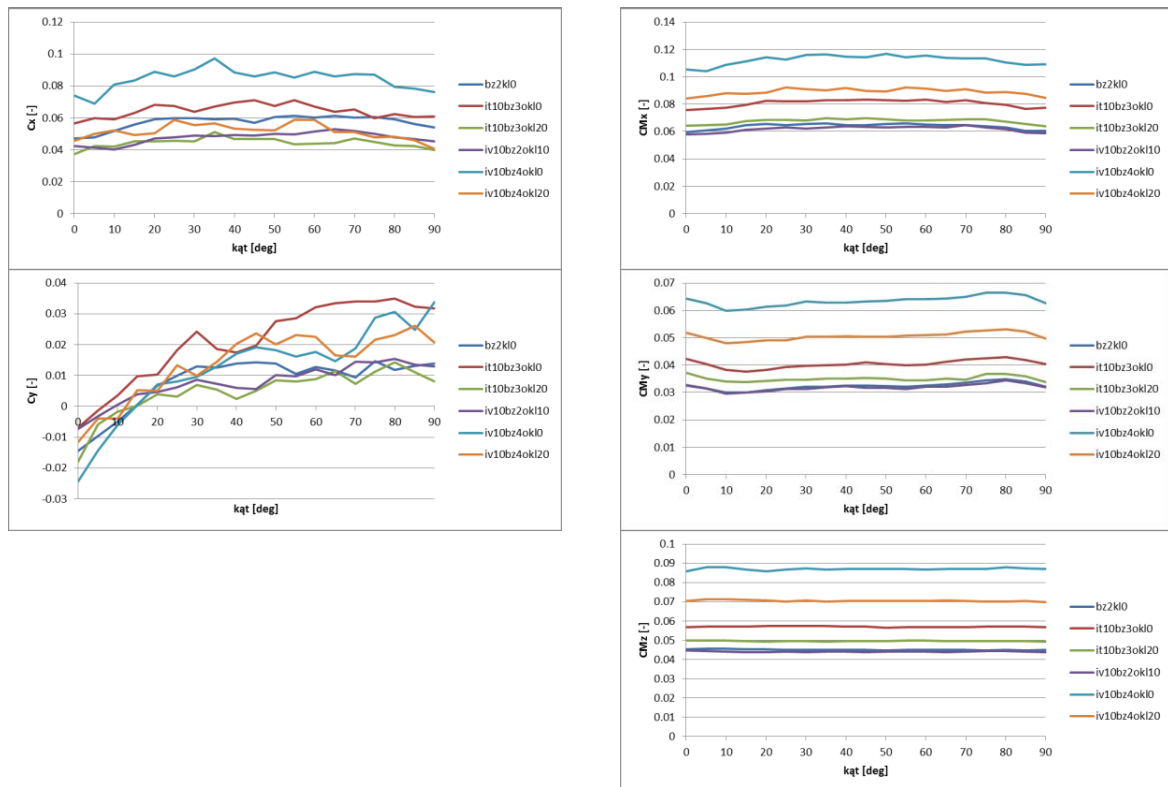 0.12
0.1
0.08
0.06
0.04
0.02
0
Cx [-]
0 10 20 30 40 50 60 70 80 90
kąt [deg]
bz2kl0
it10bz3okl0
it10bz3okl20
iv10bz2okl10
iv10bz4okl0
iv10bz4okl20
0.04
0.03
0.02
0.01
0
-0.01
-0.02
-0.03
Cy [-]
0 10 20 30 40 50 60 70 80 90
kąt [deg]
bz2kl0
it10bz3okl0
it10bz3okl20
iv10bz2okl10
iv10bz4okl0
iv10bz4okl20
0.14
0.12
0.1
0.08
0.06
0.04
0.02
0
CMx [-]
0 10 20 30 40 50 60 70 80 90
kąt [deg]
bz2kl0
it10bz3okl0
it10bz3okl20
iv10bz2okl10
iv10bz4okl0
iv10bz4okl20
0.07
0.06
0.05
0.04
0.03
0.02
0.01
0
CMy [-]
0 10 20 30 40 50 60 70 80 90
kąt [deg]
bz2kl0
it10bz3okl0
it10bz3okl20
iv10bz2okl10
iv10bz4okl0
iv10bz4okl20
0.1
0.09
0.08
0.07
0.06
0.05
0.04
0.03
0.02
0.01
0
CMz [-]
0 10 20 30 40 50 60 70 80 90
kąt [deg]
bz2kl0
it10bz3okl0
it10bz3okl20
iv10bz2okl10
iv10bz4okl0
iv10bz4okl20